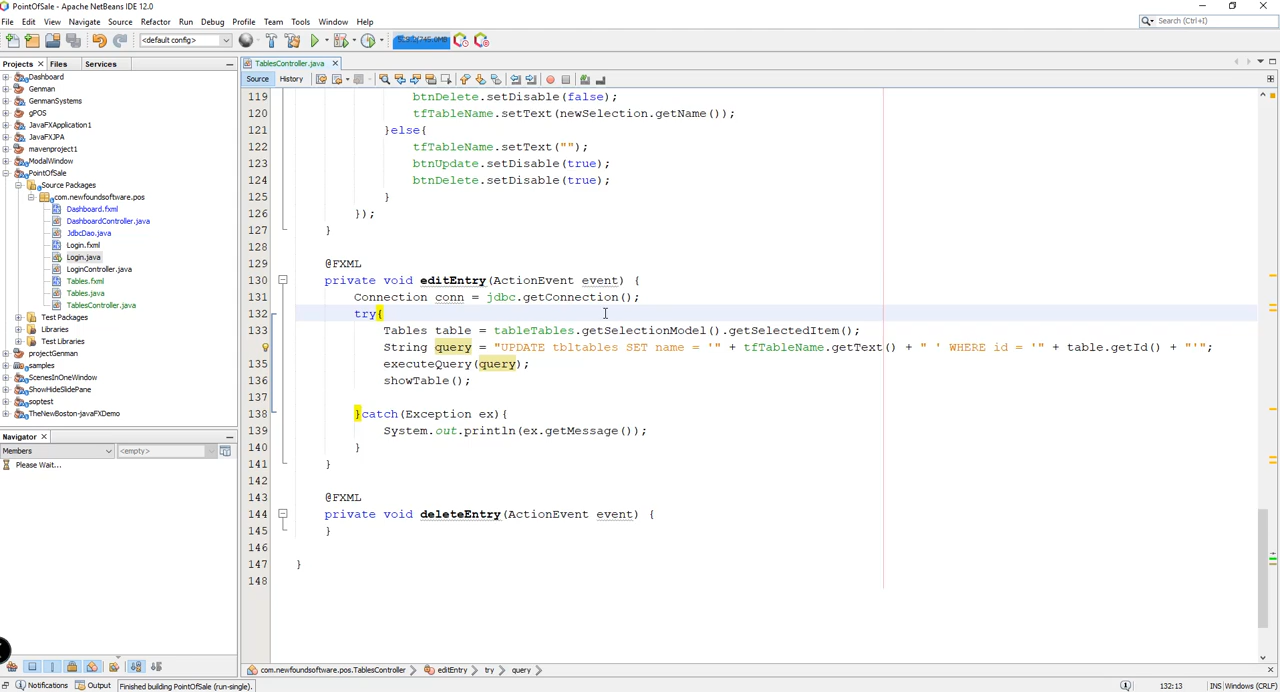 PointOfSale - Apache NetBeans IDE 12.0
File Edit View Navigate Source Refactor Run Debug Profile Team Tools Window Help
Search (Ctrl+I)
<default config>
Projects Files Services
TablesController.java
Source History
Dashboard
Genman
GenmanSystems
gPOS
JavaFXApplication1
JavaFXJPA
mavenproject1
ModalWindow
PointOfSale
Source Packages
com.newfoundsoftware.pos
Dashboard.fxml
DashboardController.java
JdbcDao.java
Login.fxml
Login.java
LoginController.java
Tables.fxml
Tables.java
TablesController.java
Test Packages
Libraries
Test Libraries
projectGenman
samples
ScenesInOneWindow
ShowHideSlidePane
soptest
TheNewBoston-javaFXDemo
Navigator
Members <empty>
Please Wait...
119 btnDelete.setDisable(false);
120 tfTableName.setText(newSelection.getName());
121 }else{
122 tfTableName.setText("");
123 btnUpdate.setDisable(true);
124 btnDelete.setDisable(true);
125 }
126 });
127 }
128
129 @FXML
130 private void editEntry(ActionEvent event) {
131 Connection conn = jdbc.getConnection();
132 try{
133 Tables table = tableTables.getSelectionModel().getSelectedItem();
String query = "UPDATE tbltables SET name = '" + tfTableName.getText() + " ' WHERE id = '" + table.getId() + "'";
135 executeQuery(query);
136 showTable();
137
138 }catch(Exception ex){
139 System.out.println(ex.getMessage());
140 }
141 }
142
143 @FXML
144 private void deleteEntry(ActionEvent event) {
145 }
146
147 }
148
com.newfoundsoftware.pos.TablesController editEntry try query
Notifications Output Finished building PointOfSale (run-single). 132:13 INS Windows (CRLF)